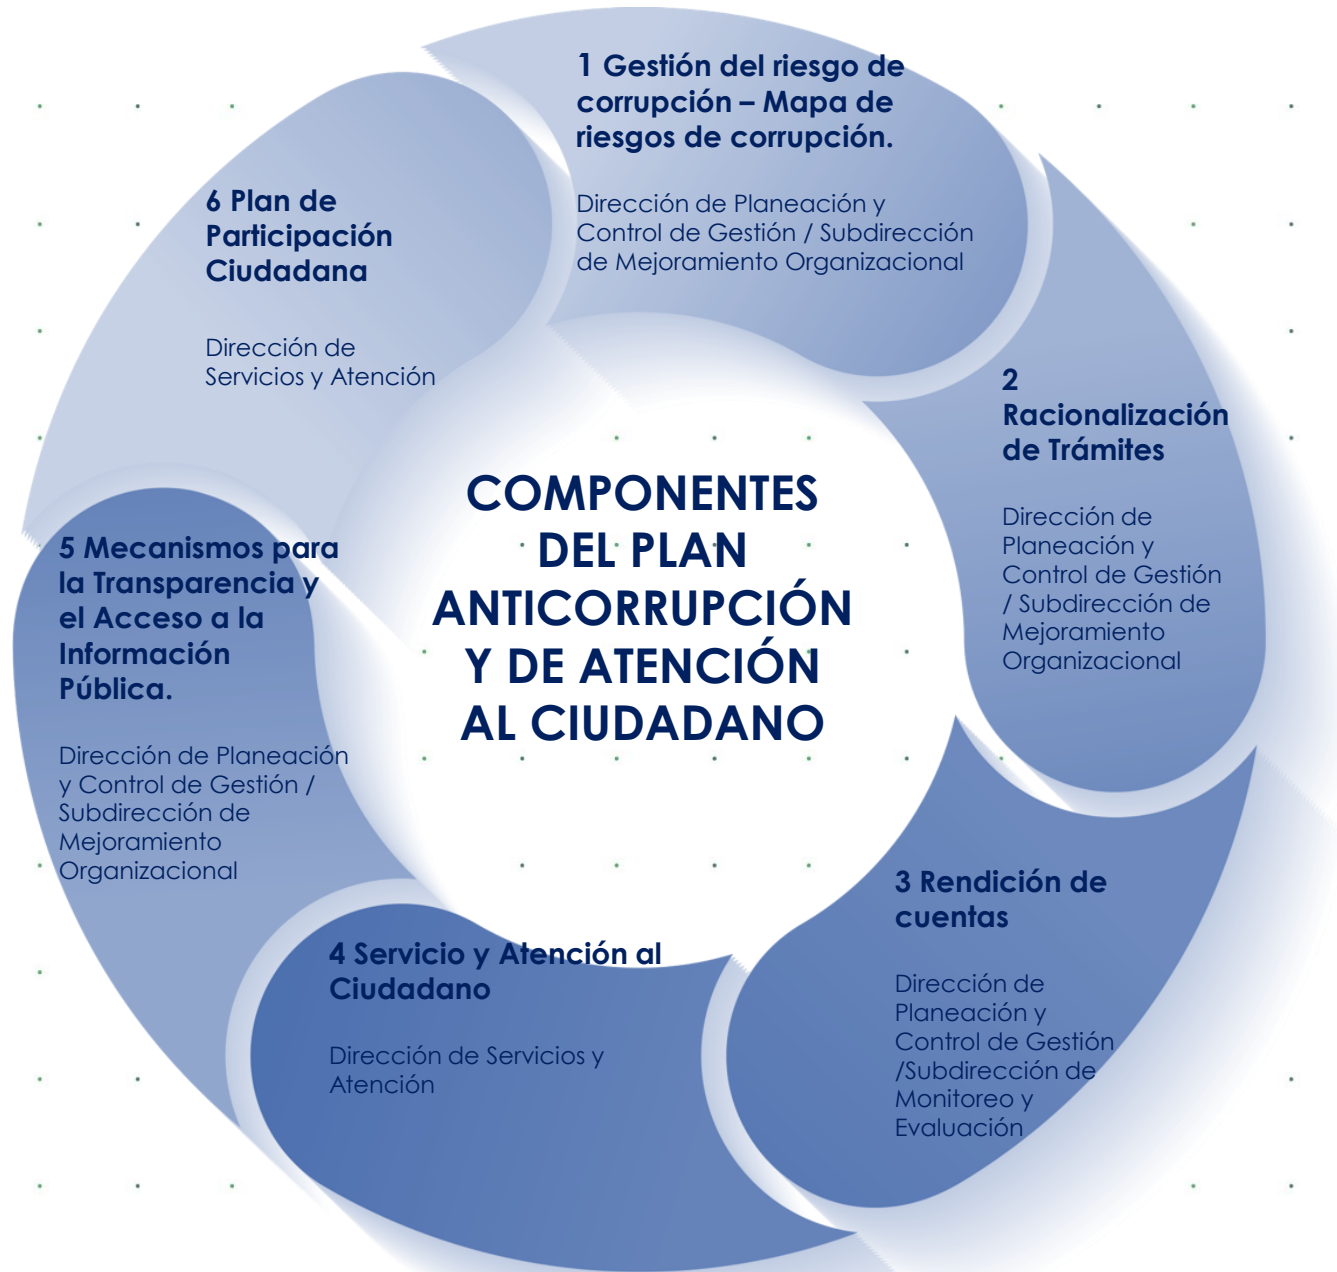 1 Gestión del riesgo de
corrupción – Mapa de
riesgos de corrupción.
Dirección de Planeación y
Control de Gestión / Subdirección
de Mejoramiento Organizacional
2
Racionalización
de Trámites
Dirección de
Planeación y
Control de Gestión
/ Subdirección de
Mejoramiento
Organizacional
3 Rendición de
cuentas
Dirección de
Planeación y
Control de Gestión
/Subdirección de
Monitoreo y
Evaluación
4 Servicio y Atención al
Ciudadano
Dirección de Servicios y
Atención
5 Mecanismos para
la Transparencia y
el Acceso a la
Información
Pública.
Dirección de Planeación
y Control de Gestión /
Subdirección de
Mejoramiento
Organizacional
6 Plan de
Participación
Ciudadana
Dirección de
Servicios y Atención
COMPONENTES
DEL PLAN
ANTICORRUPCIÓN
Y DE ATENCIÓN
AL CIUDADANO